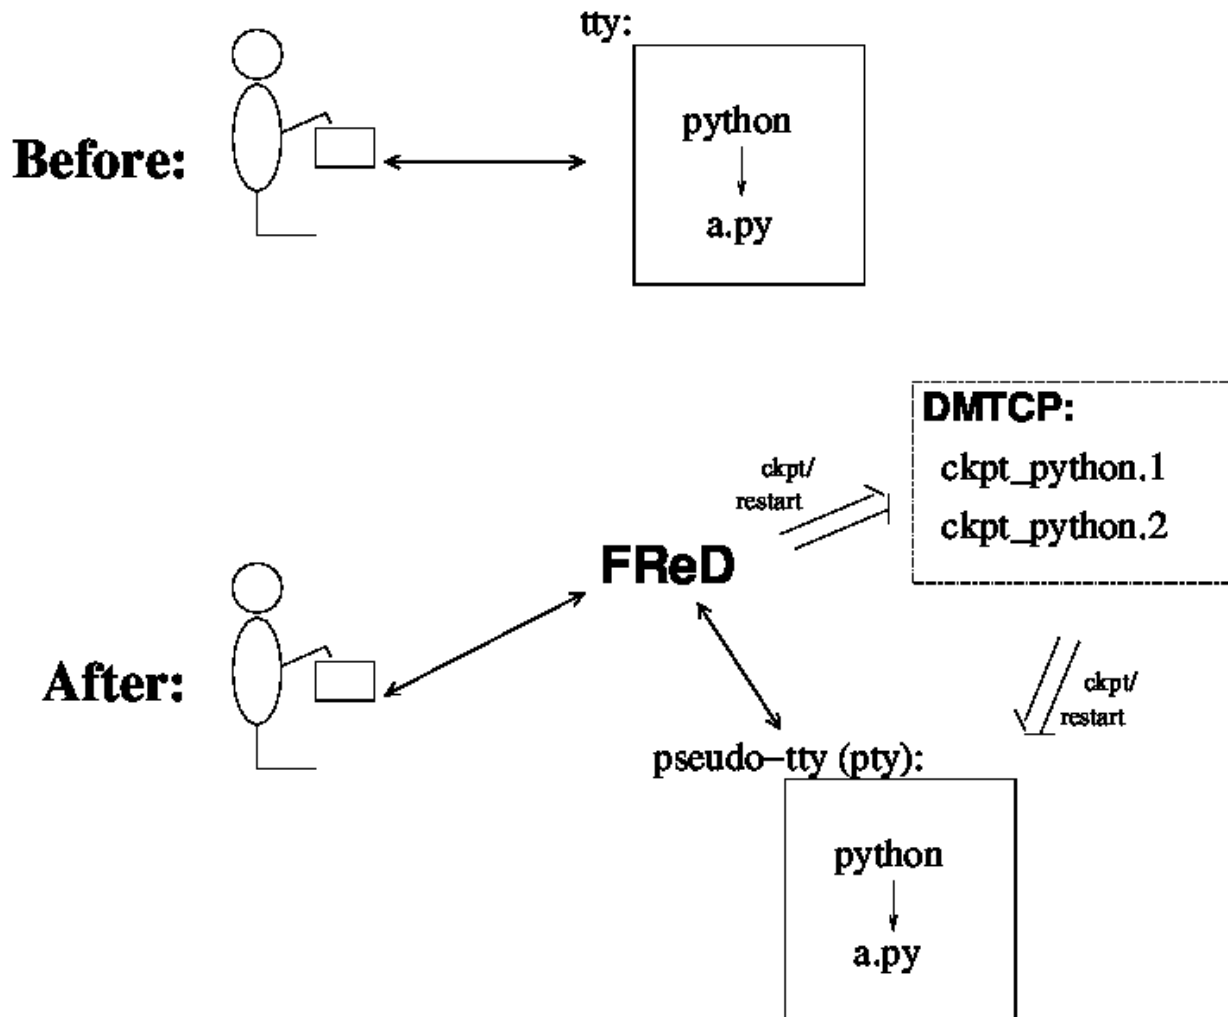 tty:
python
Before:
a.py
DMTCP:
ckpt/
restart
ckpt_python.1
ckpt_python.2
FReD
After:
ckpt/
restart
pseudo-tty (pty):
python
a.py